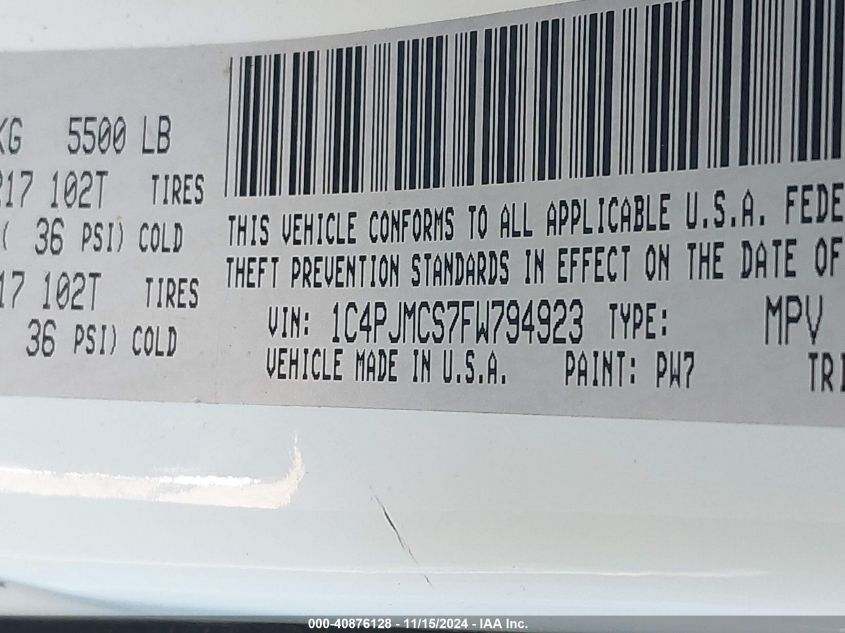 KG 5500 LB
217 102T TIRES
( 36 PSI) COLD
17 102T TIRES
36 PSI) COLD
THIS VEHICLE CONFORMS TO ALL APPLICABLE U.S.A. FEDE
THEFT PREVENTION STANDARDS IN EFFECT ON THE DATE OF
VIN: 1C4PJMCS7FW794923 TYPE: MPV
VEHICLE MADE IN U.S.A. PAINT: PW7 TRI
000-40876128 - 11/15/2024 - IAA Inc.